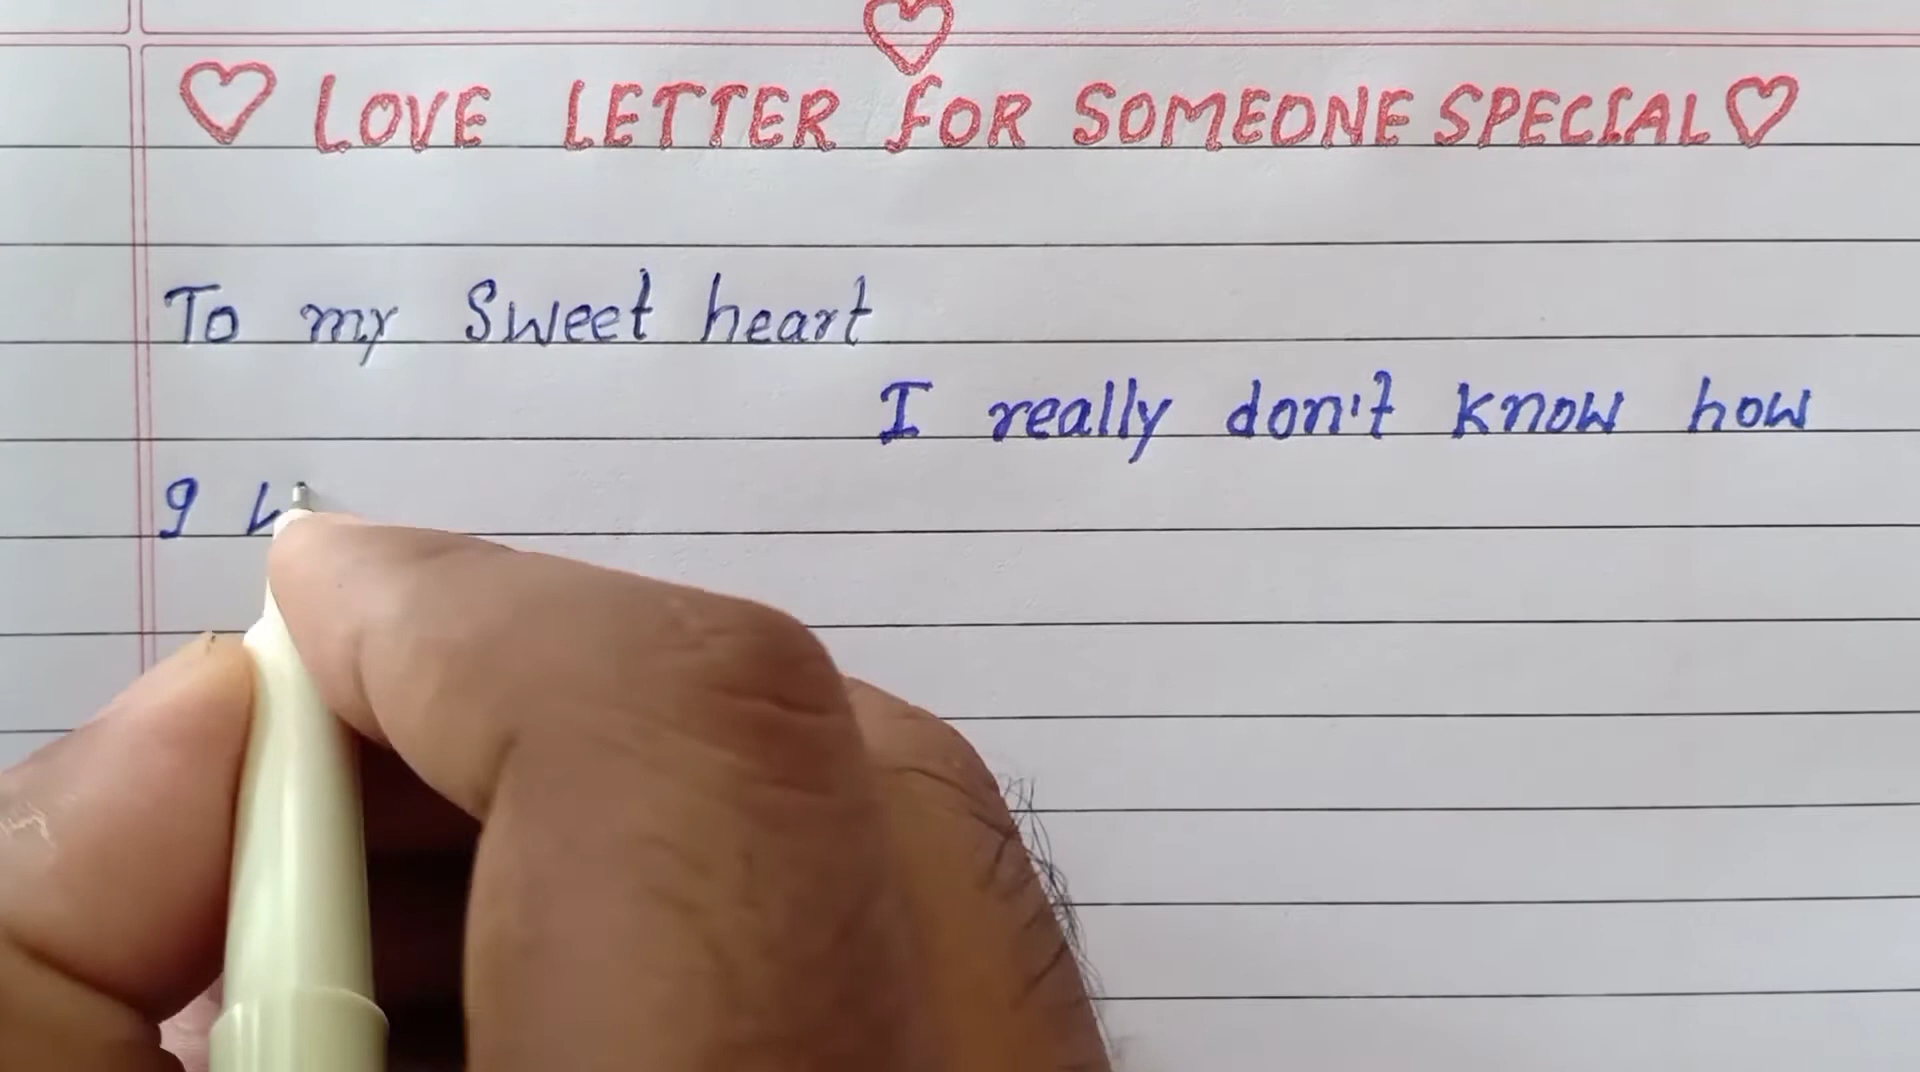 ♡ LOVE LETTER FOR SOMEONE SPECIAL ♡
To my Sweet heart
I really don't know how
I